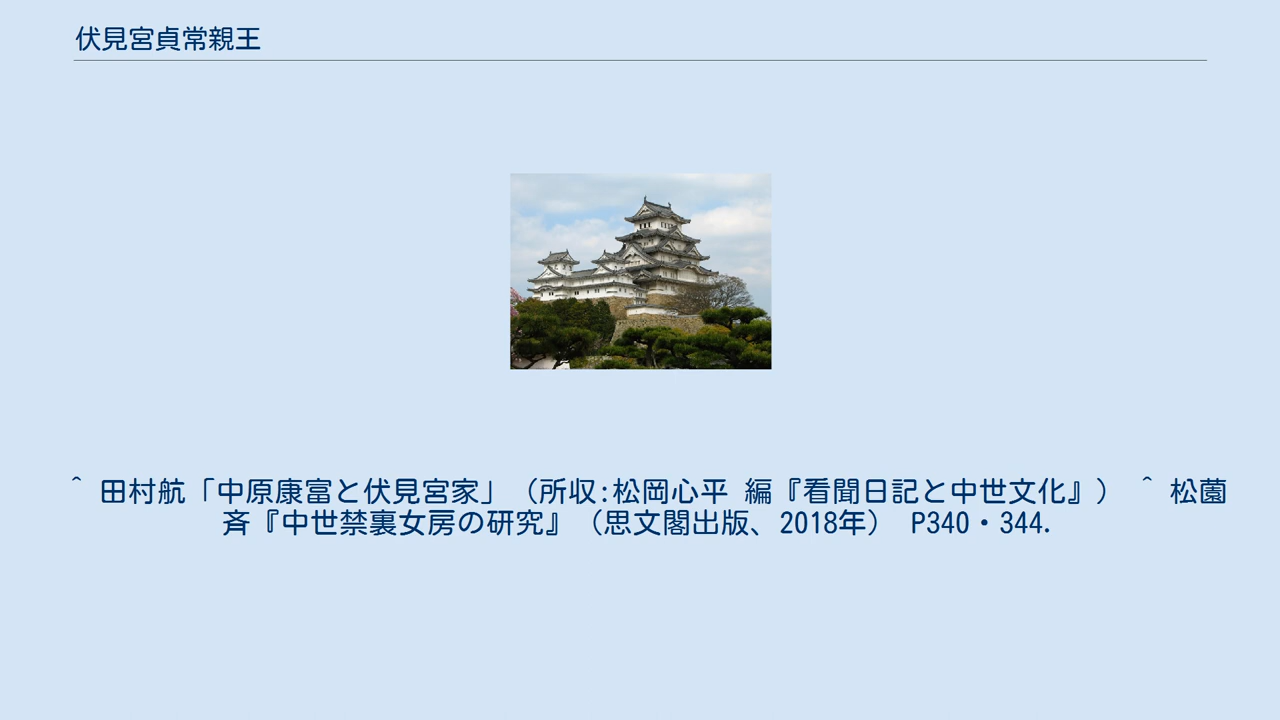 伏見宮貞常親王
^ 田村航「中原康富と伏見宮家」（所収:松岡心平 編『看聞日記と中世文化』） ^ 松薗
斉『中世禁裏女房の研究』（思文閣出版、2018年） P340・344.